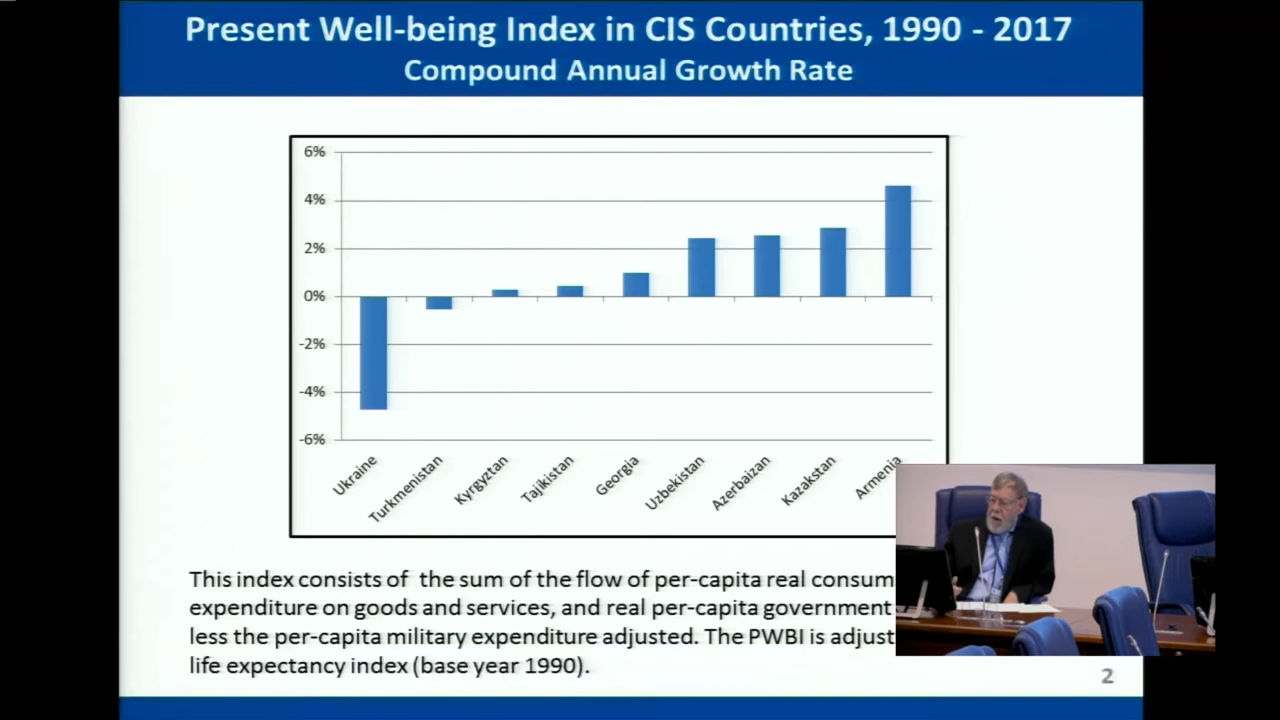 Present Well-being Index in CIS Countries, 1990 - 2017
Compound Annual Growth Rate
6%
4%
2%
0%
-2%
-4%
-6%
Ukraine
Turkmenistan
Kyrgyztan
Tajikistan
Georgia
Uzbekistan
Azerbaizan
Kazakstan
Armenia
This index consists of the sum of the flow of per-capita real consum
expenditure on goods and services, and real per-capita government
less the per-capita military expenditure adjusted. The PWBI is adjust
life expectancy index (base year 1990).
2